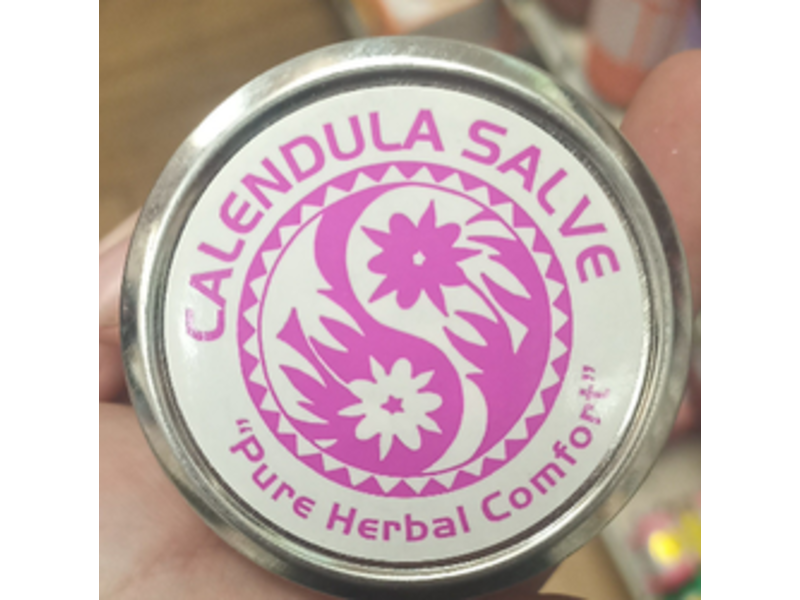 CALENDULA SALVE
"Pure Herbal Comfort"